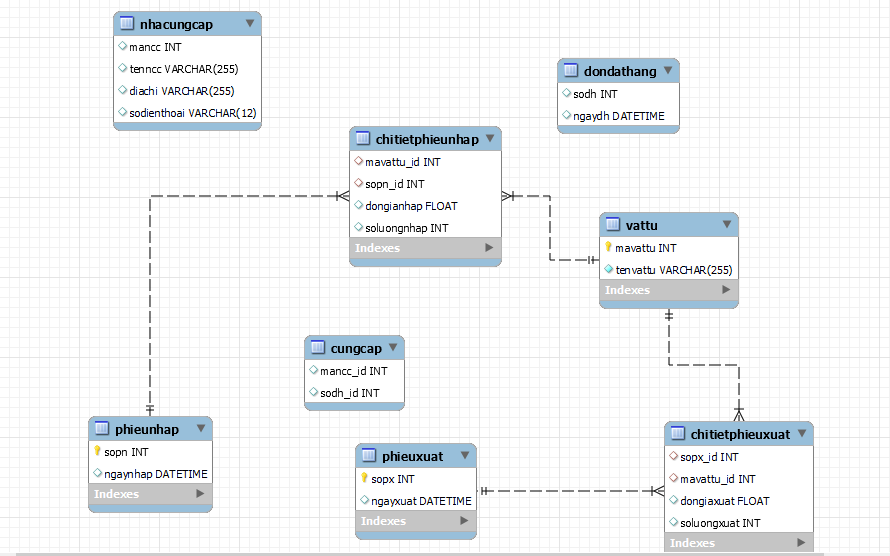 nhacungcap
mancc INT
tenncc VARCHAR(255)
diachi VARCHAR(255)
sodienthoai VARCHAR(12)
dondathang
sodh INT
ngaydh DATETIME
chitietphieunhap
mavattu_id INT
sopn_id INT
dongianhap FLOAT
soluongnhap INT
Indexes
vattu
mavattu INT
tenvattu VARCHAR(255)
Indexes
cungcap
mancc_id INT
sodh_id INT
phieunhap
sopn INT
ngaynhap DATETIME
Indexes
phieuxuat
sopx INT
ngayxuat DATETIME
Indexes
chitietphieuxuat
sopx_id INT
mavattu_id INT
dongiaxuat FLOAT
soluongxuat INT
Indexes